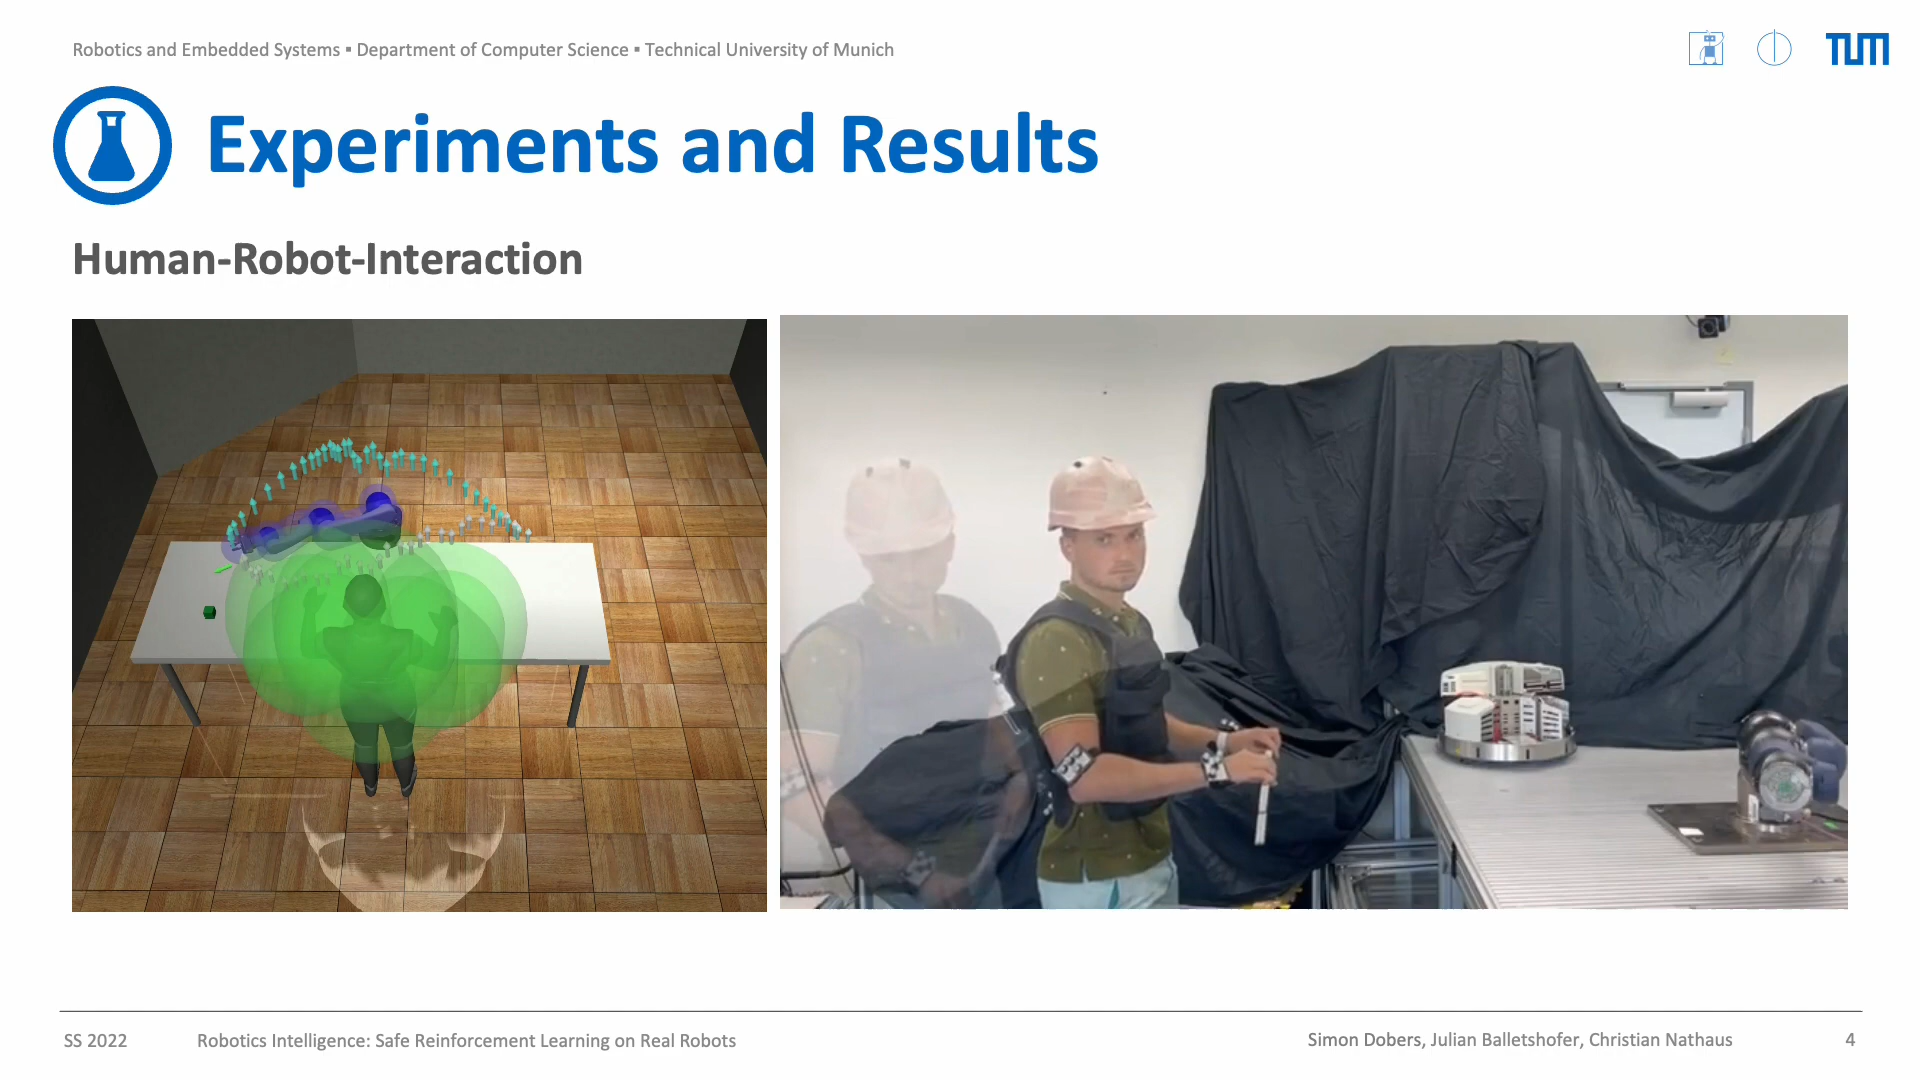 Robotics and Embedded Systems ▪ Department of Computer Science ▪ Technical University of Munich
TUM
Experiments and Results
Human-Robot-Interaction
SS 2022 Robotics Intelligence: Safe Reinforcement Learning on Real Robots Simon Dobers, Julian Balletshofer, Christian Nathaus 4